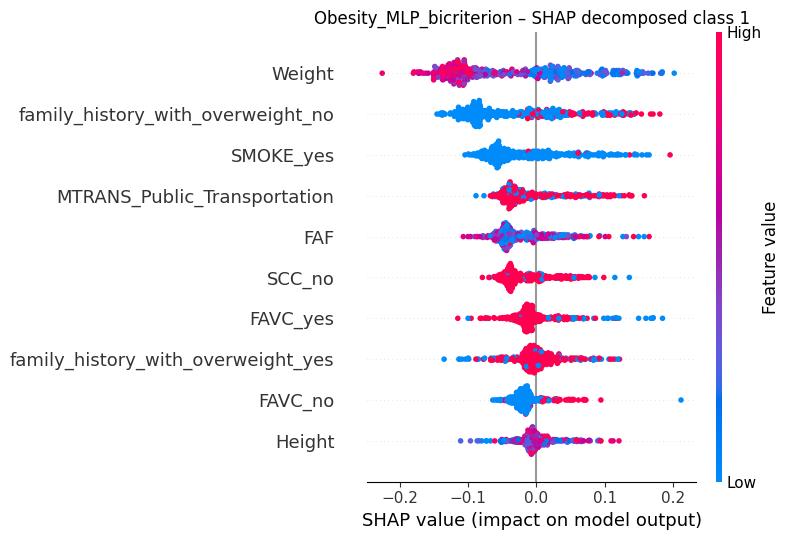 Obesity_MLP_bicriterion – SHAP decomposed class 1
High
Weight
family_history_with_overweight_no
SMOKE_yes
MTRANS_Public_Transportation
FAF
SCC_no
FAVC_yes
family_history_with_overweight_yes
FAVC_no
Height
Feature value
Low
−0.2 −0.1 0.0 0.1 0.2
SHAP value (impact on model output)